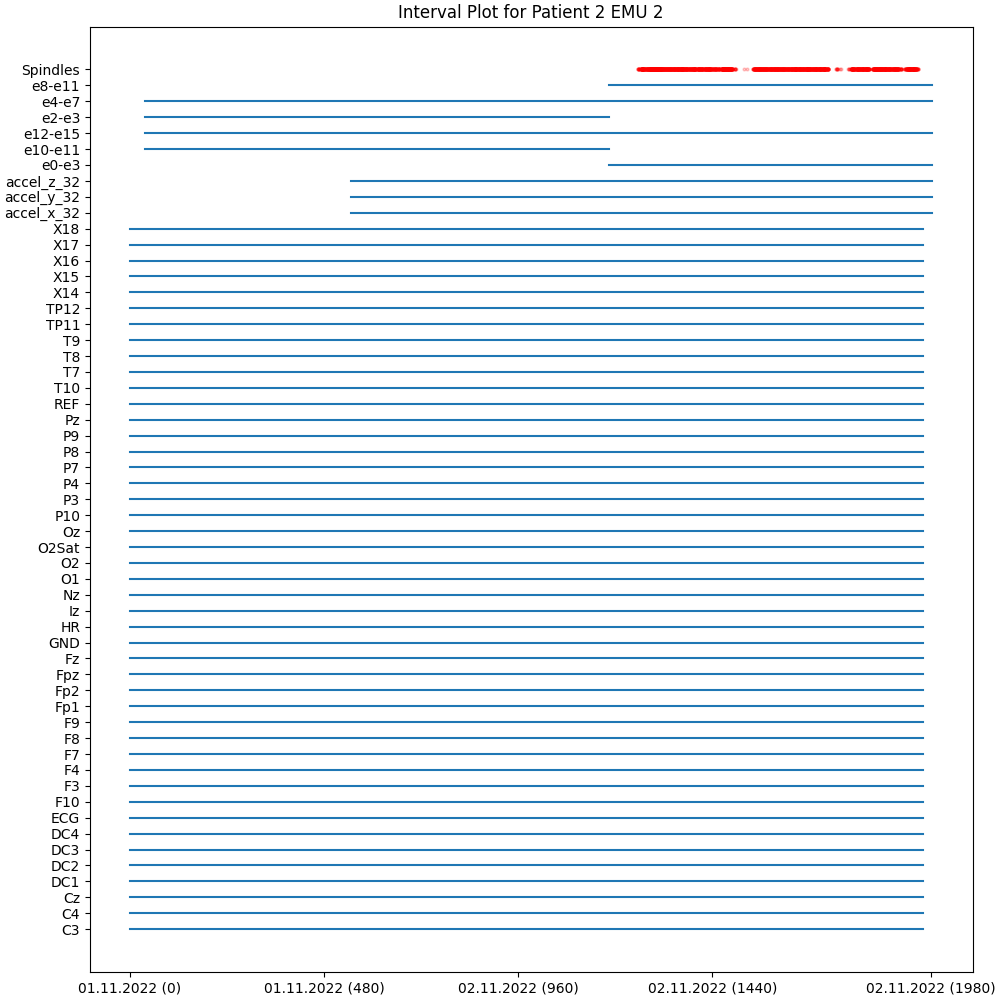 Interval Plot for Patient 2 EMU 2
Spindles
e8-e11
e4-e7
e2-e3
e12-e15
e10-e11
e0-e3
accel_z_32
accel_y_32
accel_x_32
X18
X17
X16
X15
X14
TP12
TP11
T9
T8
T7
T10
REF
Pz
P9
P8
P7
P4
P3
P10
Oz
O2Sat
O2
O1
Nz
Iz
HR
GND
Fz
Fpz
Fp2
Fp1
F9
F8
F7
F4
F3
F10
ECG
DC4
DC3
DC2
DC1
Cz
C4
C3
01.11.2022 (0) 01.11.2022 (480) 02.11.2022 (960) 02.11.2022 (1440) 02.11.2022 (1980)